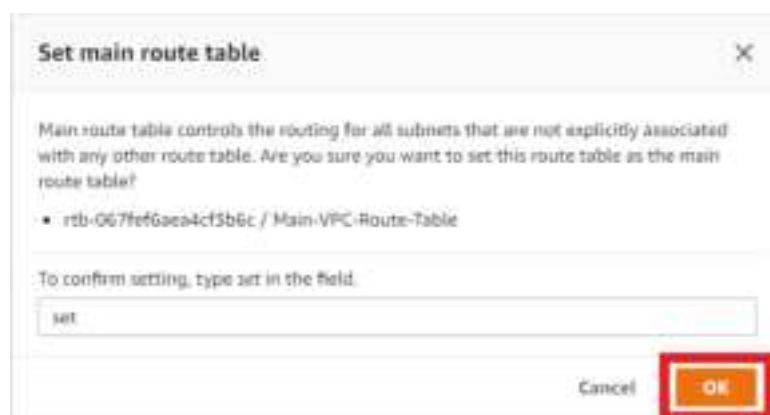 Set main route table
Main route table controls the routing for all subnets that are not explicitly associated
with any other route table. Are you sure you want to set this route table as the main
route table?
rtb-067fef6aea4cf3b6c / Main-VPC-Route-Table
To confirm setting, type set in the field.
set
Cancel OK